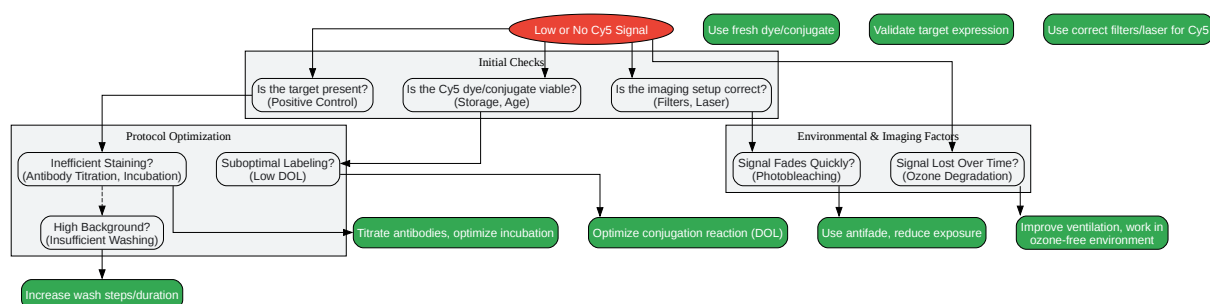 Low or No Cy5 Signal
Use fresh dye/conjugate
Validate target expression
Use correct filters/laser for Cy5
Initial Checks
Is the target present?
(Positive Control)
Is the Cy5 dye/conjugate viable?
(Storage, Age)
Is the imaging setup correct?
(Filters, Laser)
Protocol Optimization
Environmental & Imaging Factors
Inefficient Staining?
(Antibody Titration, Incubation)
Suboptimal Labeling?
(Low DOL)
Signal Fades Quickly?
(Photobleaching)
Signal Lost Over Time?
(Ozone Degradation)
High Background?
(Insufficient Washing)
Titrate antibodies, optimize incubation
Optimize conjugation reaction (DOL)
Use antifade, reduce exposure
Improve ventilation, work in
ozone-free environment
Increase wash steps/duration